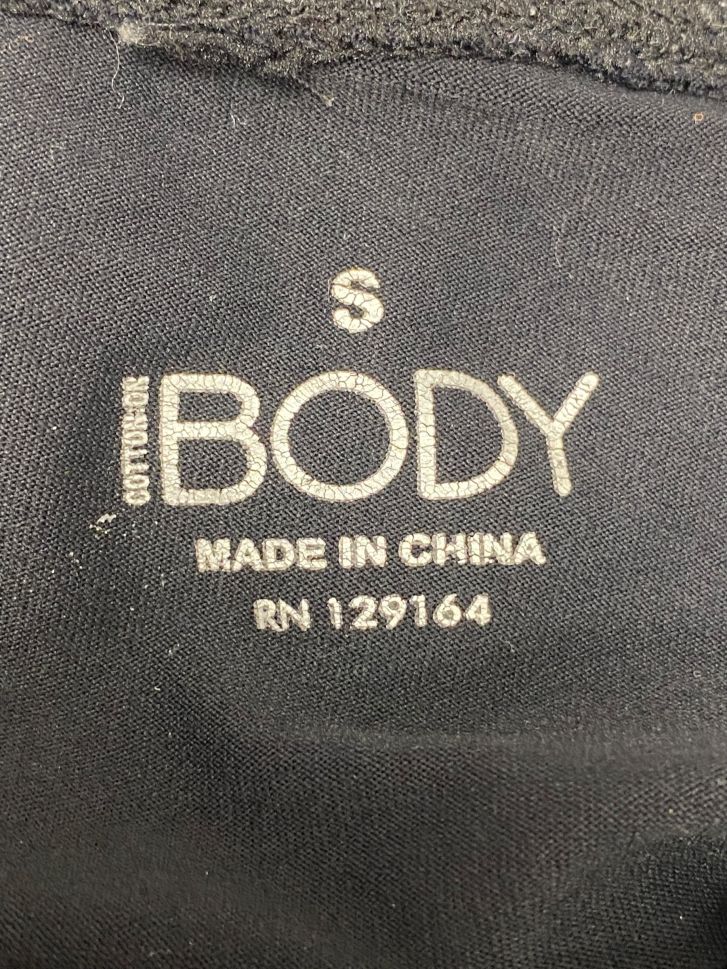 S
COTTON:ON
BODY
MADE IN CHINA
RN 129164